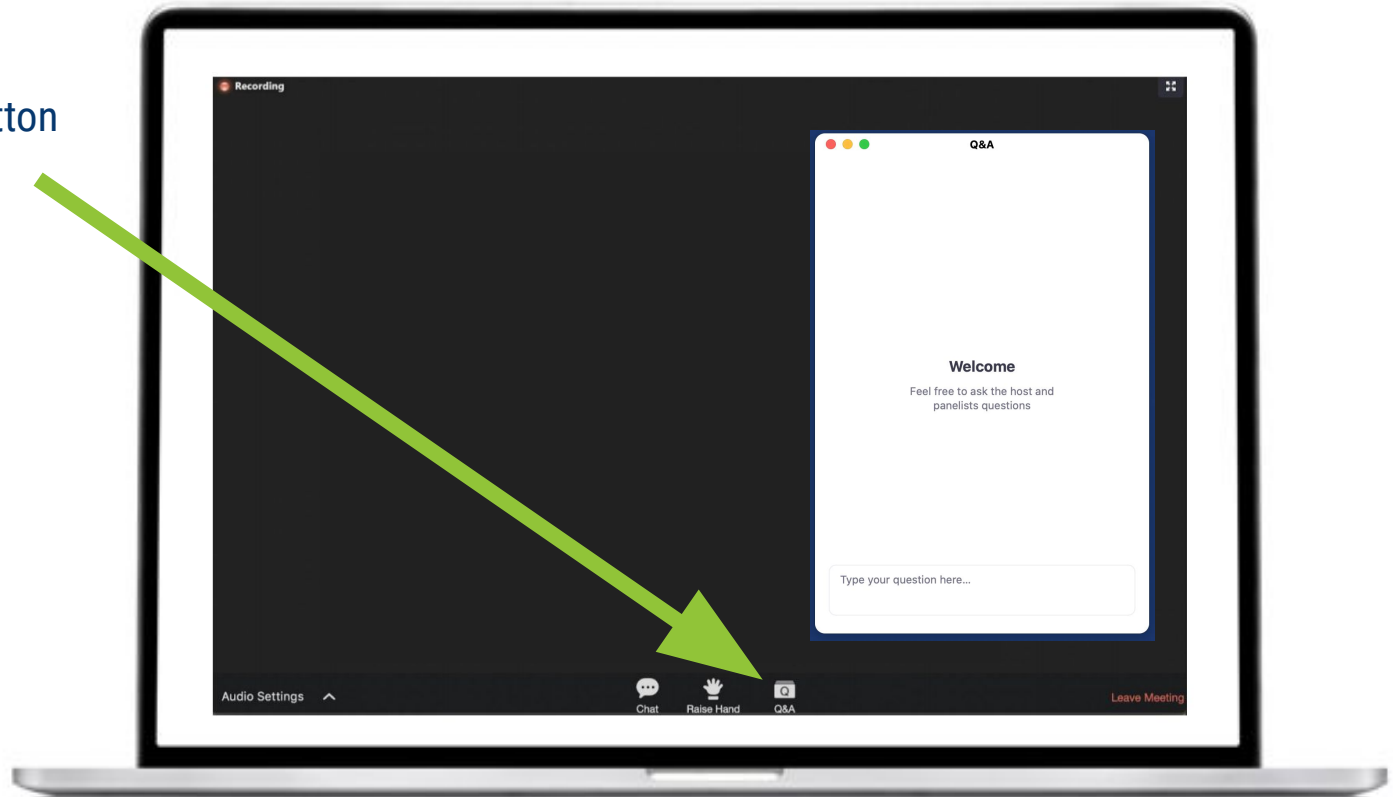 tton
Recording
Q&A
Welcome
Feel free to ask the host and
panelists questions
Type your question here...
Audio Settings
Chat
Raise Hand
Q
Q&A
Leave Meeting